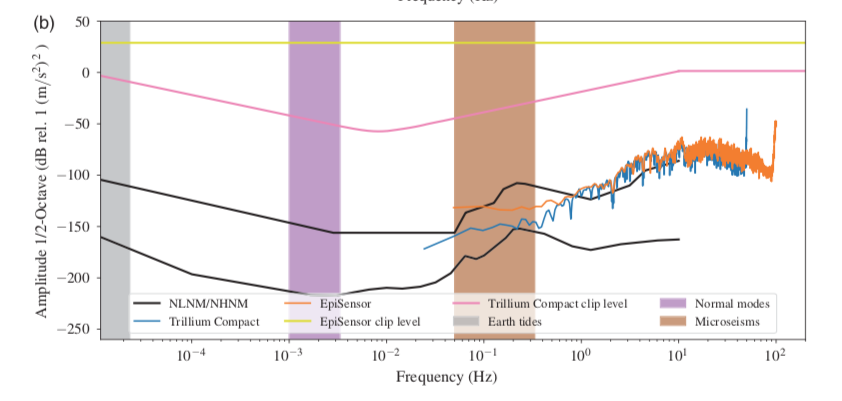 (b)
Amplitude 1/2-Octave (dB rel. 1 (m/s²)²)
50
0
−50
−100
−150
−200
−250
NLNM/NHNM
Trillium Compact
EpiSensor
EpiSensor clip level
Trillium Compact clip level
Earth tides
Normal modes
Microseisms
10⁻⁴
10⁻³
10⁻²
10⁻¹
10⁰
10¹
10²
Frequency (Hz)